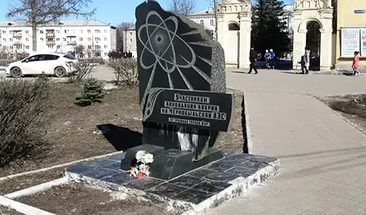 Участникам
ликвидации аварии
на Чернобыльской АЭС